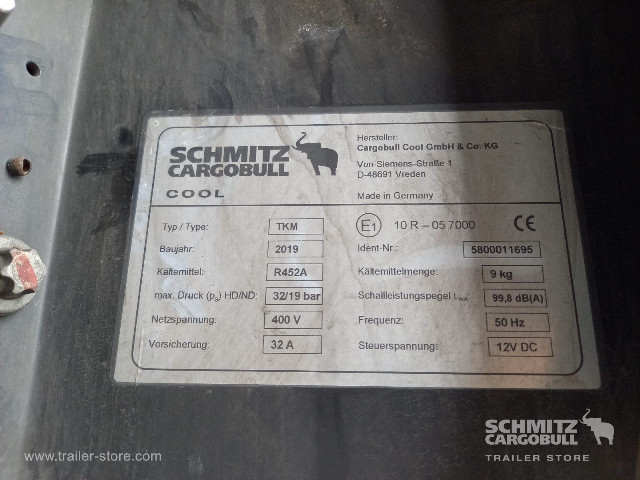 SCHMITZ
CARGOBULL
COOL
Hersteller:
Cargobull Cool GmbH & Co. KG
Von-Siemens-Straße 1
D-48691 Vreden
Made in Germany
Typ / Type: TKM E1 10 R – 05 7000 CE
Baujahr: 2019 Ident-Nr.: 5800011695
Kältemittel: R452A Kältemittelmenge: 9 kg
max. Druck (ps) HD/ND: 32/19 bar Schallleistungspegel LWA: 99,8 dB(A)
Netzspannung: 400 V Frequenz: 50 Hz
Vorsicherung: 32 A Steuerspannung: 12V DC
www.trailer-store.com
SCHMITZ
CARGOBULL
TRAILER STORE